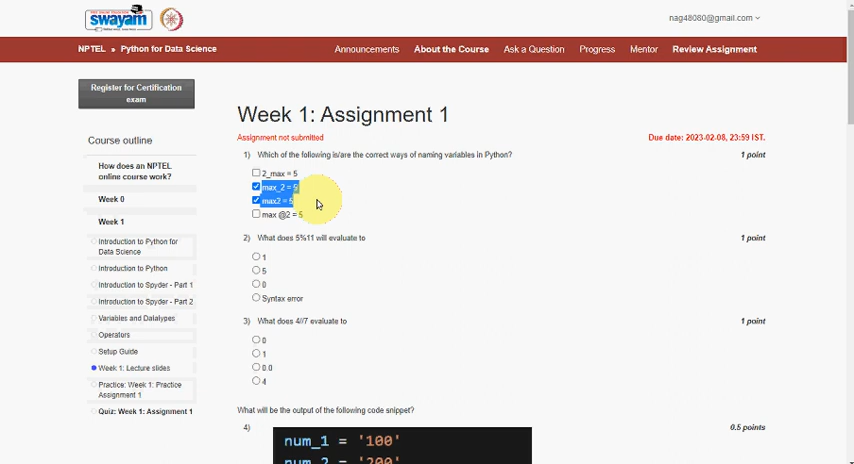 swayam
nag48080@gmail.com
NPTEL » Python for Data Science
Announcements About the Course Ask a Question Progress Mentor Review Assignment
Register for Certification
exam
Course outline
How does an NPTEL
online course work?
Week 0
Week 1
Introduction to Python for
Data Science
Introduction to Python
Introduction to Spyder - Part 1
Introduction to Spyder - Part 2
Variables and Datatypes
Operators
Setup Guide
Week 1: Lecture slides
Practice: Week 1: Practice
Assignment 1
Quiz: Week 1: Assignment 1
Week 1: Assignment 1
Assignment not submitted Due date: 2023-02-08, 23:59 IST.
1) Which of the following is/are the correct ways of naming variables in Python? 1 point
2_max = 5
max_2 = 5
max2 = 5
max @2 = 5
2) What does 5%11 will evaluate to 1 point
1
5
0
Syntax error
3) What does 4//7 evaluate to 1 point
0
1
0.0
4
What will be the output of the following code snippet?
4) 0.5 points
num_1 = '100'
num_2 = '200'